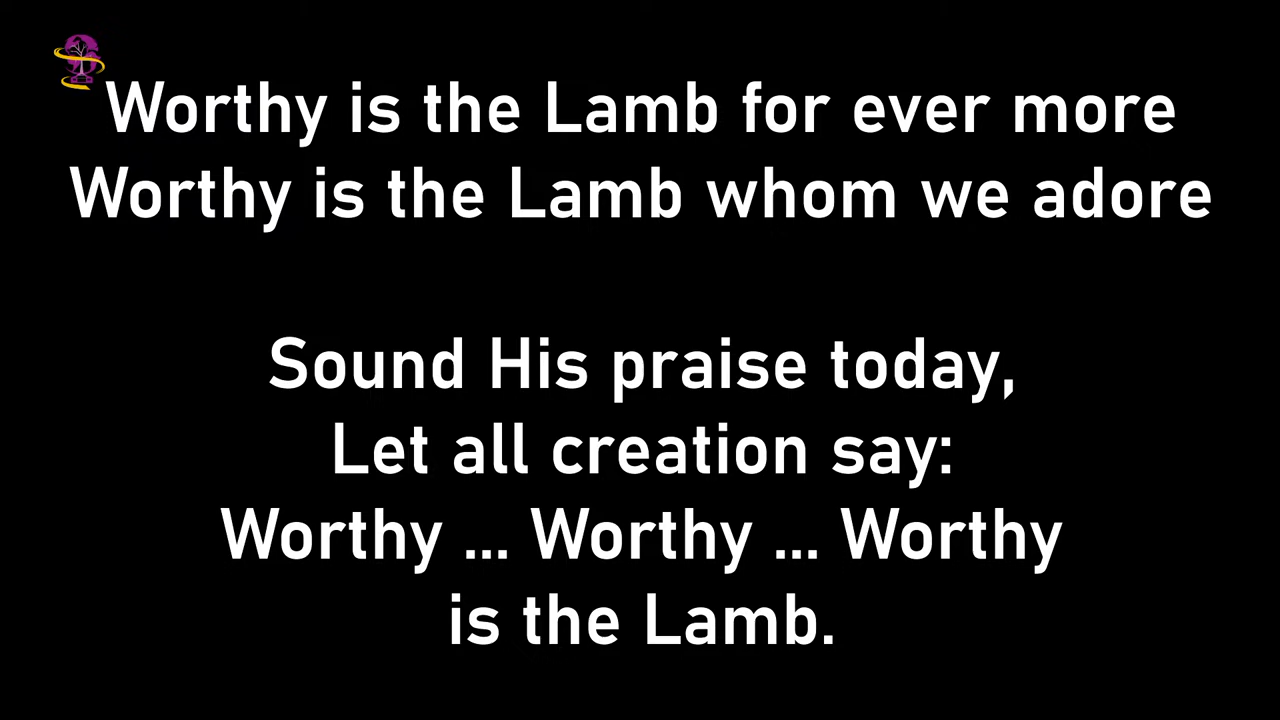 Worthy is the Lamb for ever more
Worthy is the Lamb whom we adore
Sound His praise today,
Let all creation say:
Worthy ... Worthy ... Worthy
is the Lamb.